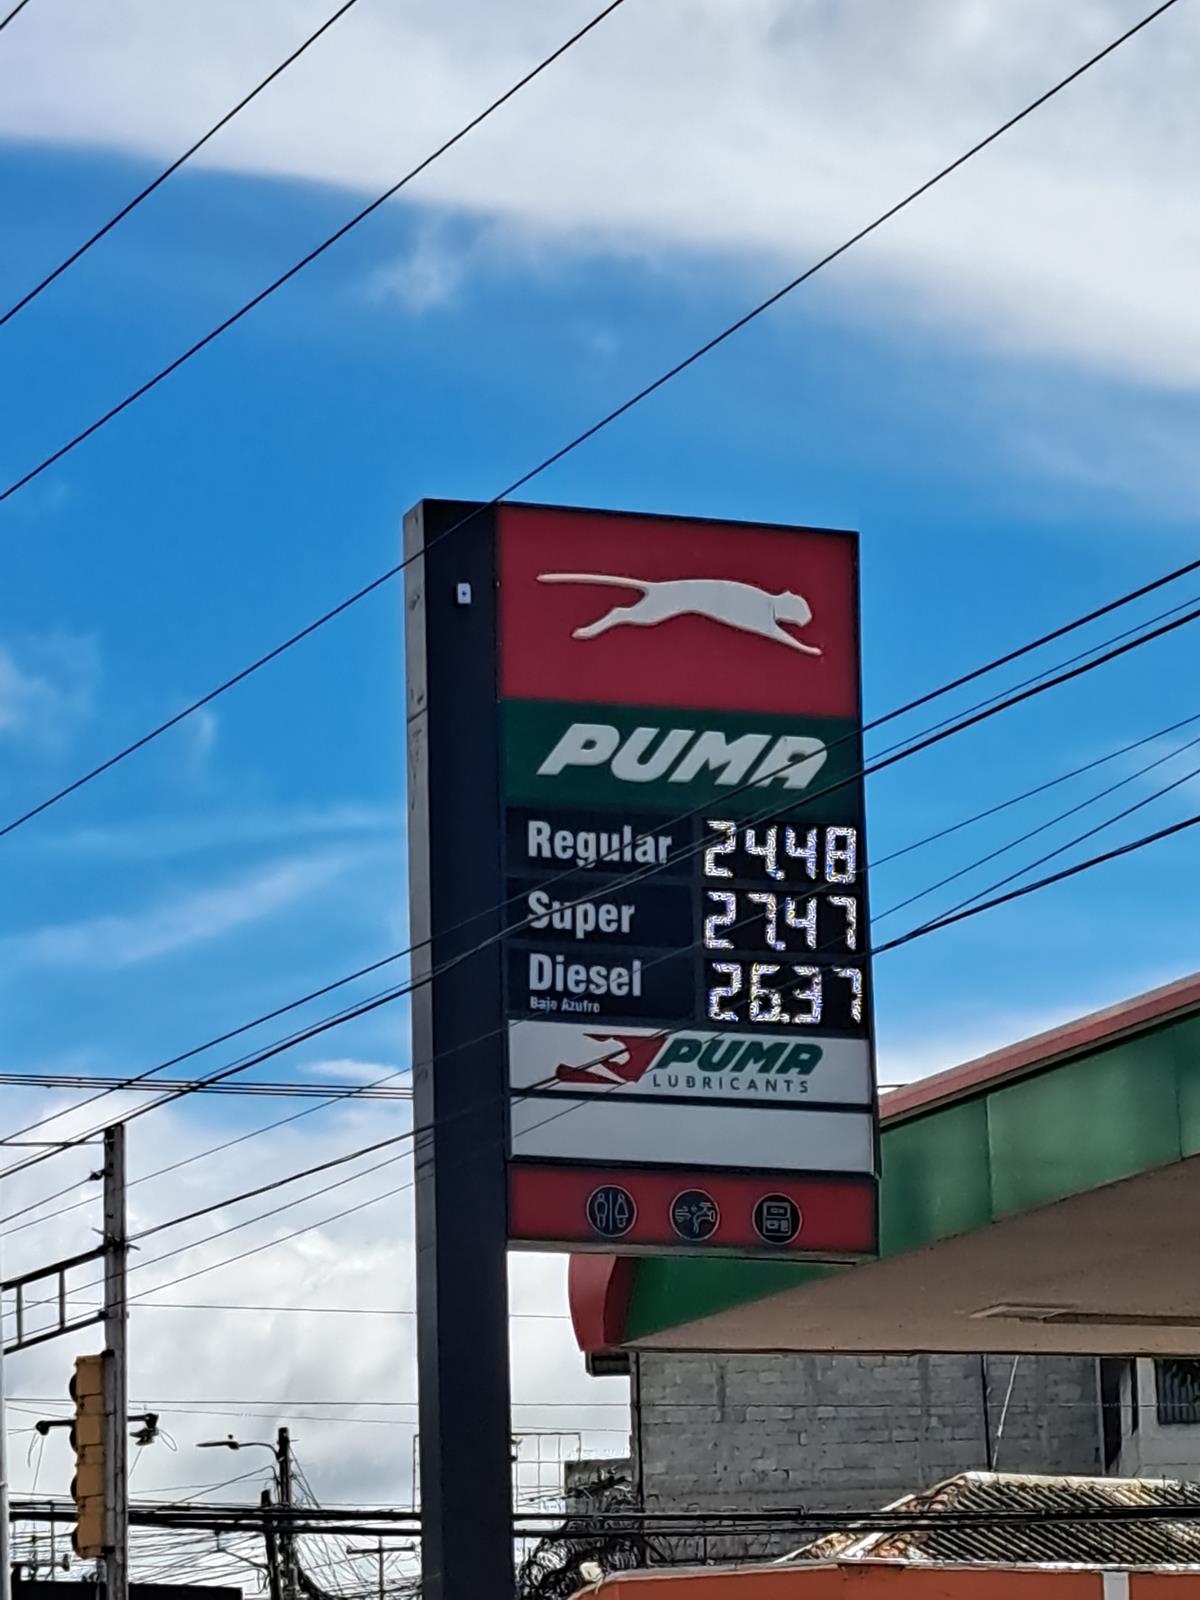 PUMA
Regular 24.48
Super 27.47
Diesel 26.37
Bajo Azufre
PUMA
LUBRICANTS